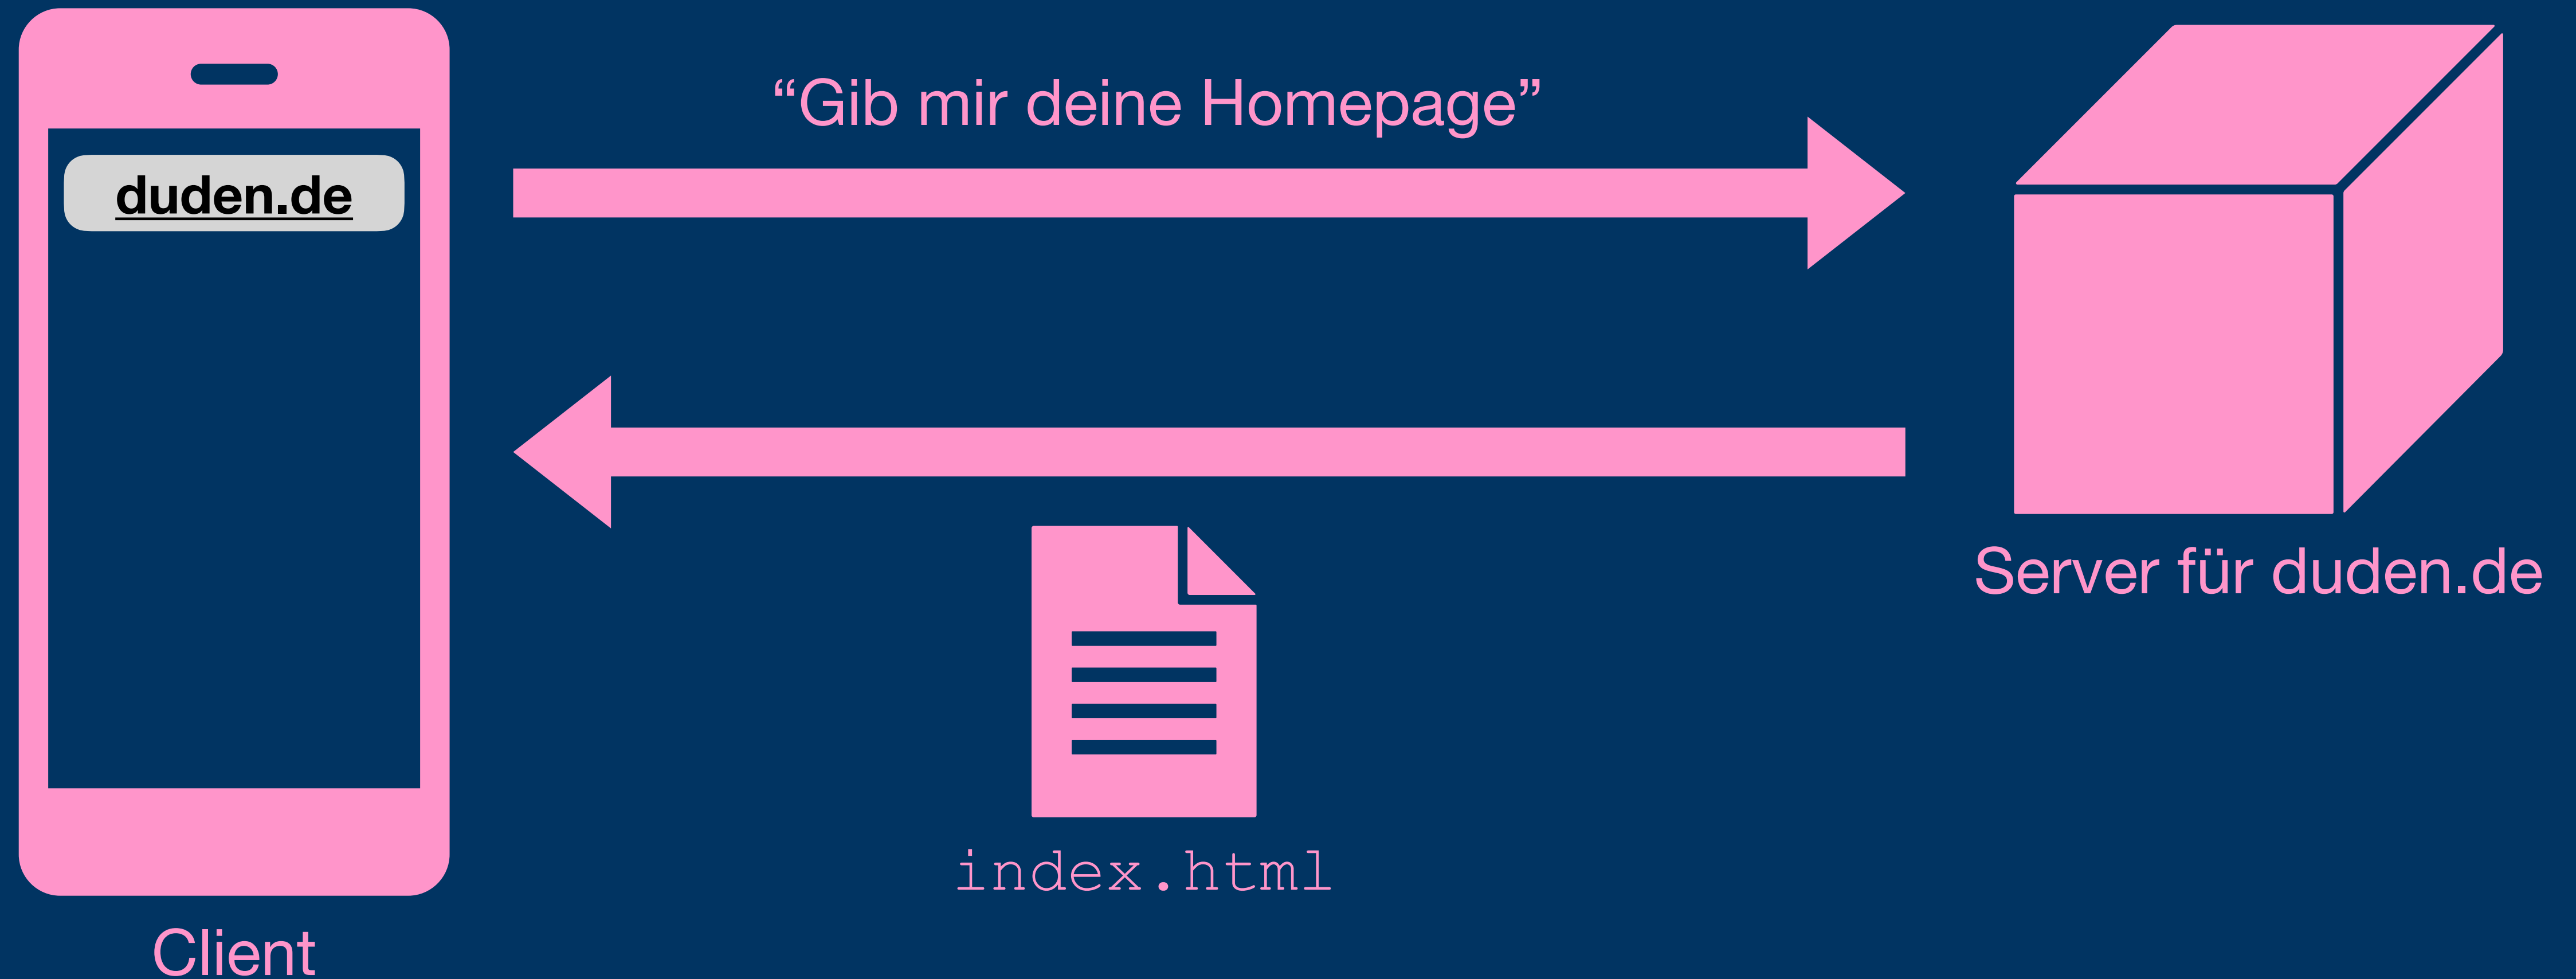 “Gib mir deine Homepage”
duden.de
Server für duden.de
index.html
Client